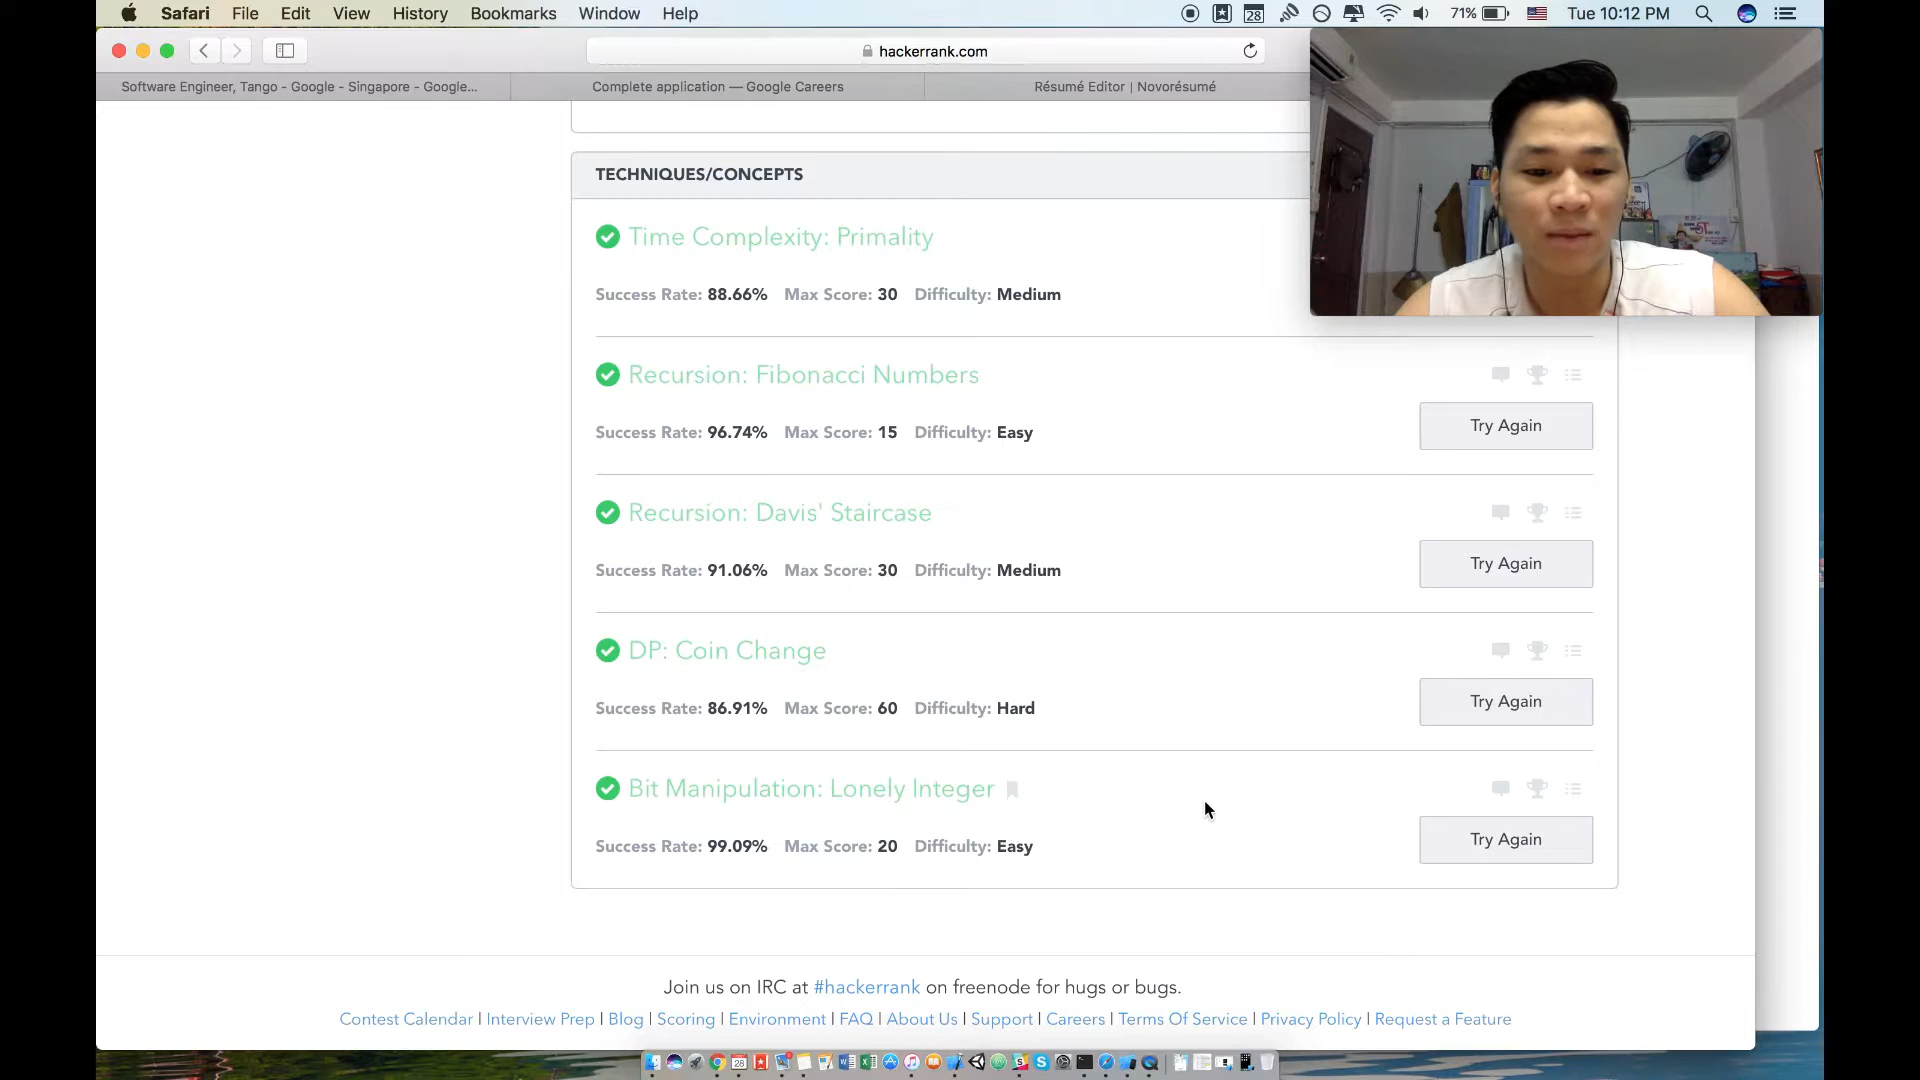 Safari File Edit View History Bookmarks Window Help
28 71% Tue 10:12 PM
hackerrank.com
Software Engineer, Tango - Google - Singapore - Google...
Complete application — Google Careers
Résumé Editor | Novorésumé
TECHNIQUES/CONCEPTS
Time Complexity: Primality
Success Rate: 88.66% Max Score: 30 Difficulty: Medium
Recursion: Fibonacci Numbers
Success Rate: 96.74% Max Score: 15 Difficulty: Easy
Try Again
Recursion: Davis' Staircase
Success Rate: 91.06% Max Score: 30 Difficulty: Medium
Try Again
DP: Coin Change
Success Rate: 86.91% Max Score: 60 Difficulty: Hard
Try Again
Bit Manipulation: Lonely Integer
Success Rate: 99.09% Max Score: 20 Difficulty: Easy
Try Again
Join us on IRC at #hackerrank on freenode for hugs or bugs.
Contest Calendar | Interview Prep | Blog | Scoring | Environment | FAQ | About Us | Support | Careers | Terms Of Service | Privacy Policy | Request a Feature